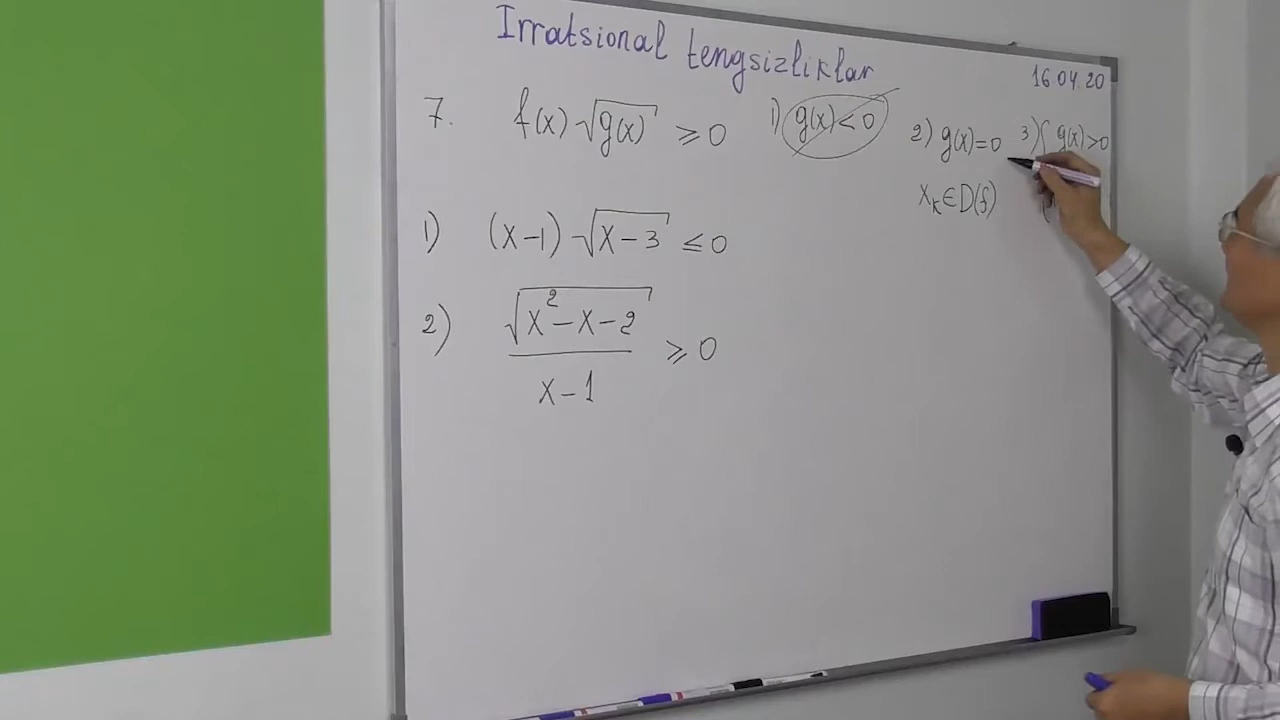 Irratsional tengsizliklar
16 04 20
7. f(x) √g(x) ⩾ 0 1) g(x) < 0 2) g(x) = 0 3) { g(x) > 0
x_k ∈ D(f)
1) (x-1) √x-3 ≤ 0
2) √x²-x-2 / x-1 ⩾ 0